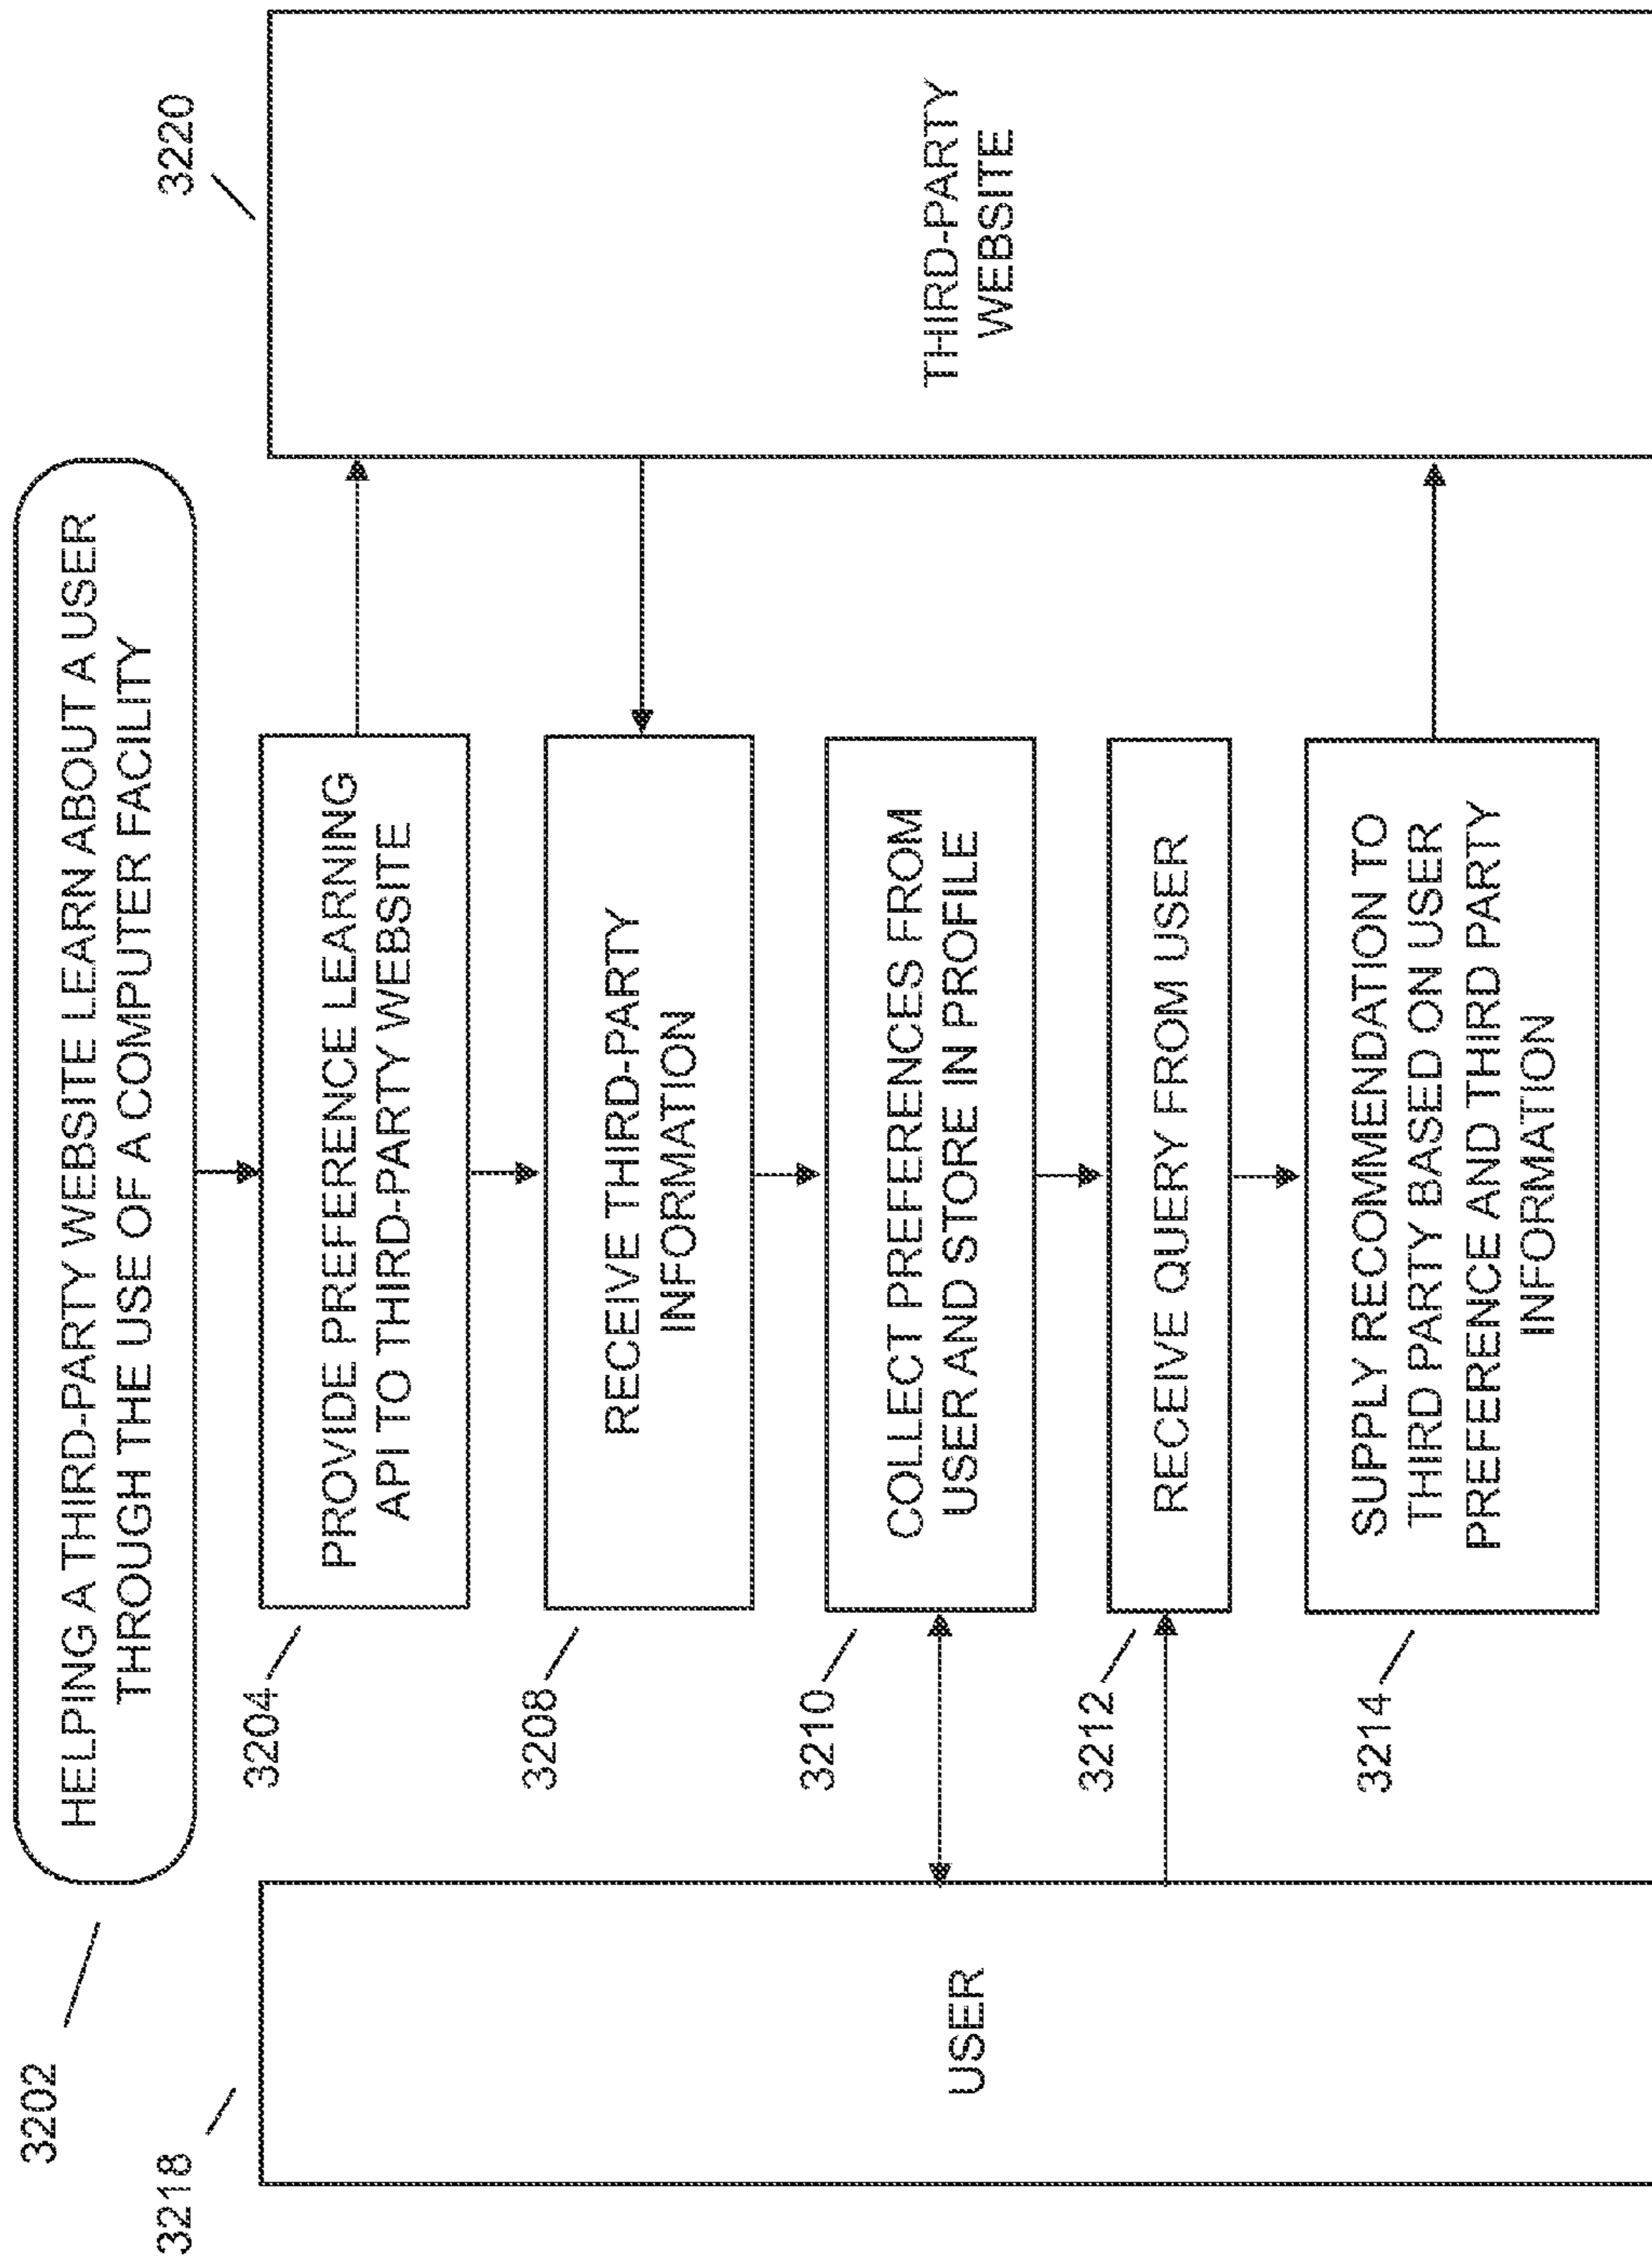 3202
HELPING A THIRD-PARTY WEBSITE LEARN ABOUT A USER
THROUGH THE USE OF A COMPUTER FACILITY
3218
USER
3204
PROVIDE PREFERENCE LEARNING
API TO THIRD-PARTY WEBSITE
3208
RECEIVE THIRD-PARTY
INFORMATION
3210
COLLECT PREFERENCES FROM
USER AND STORE IN PROFILE
3212
RECEIVE QUERY FROM USER
3214
SUPPLY RECOMMENDATION TO
THIRD PARTY BASED ON USER
PREFERENCE AND THIRD PARTY
INFORMATION
3220
THIRD-PARTY
WEBSITE